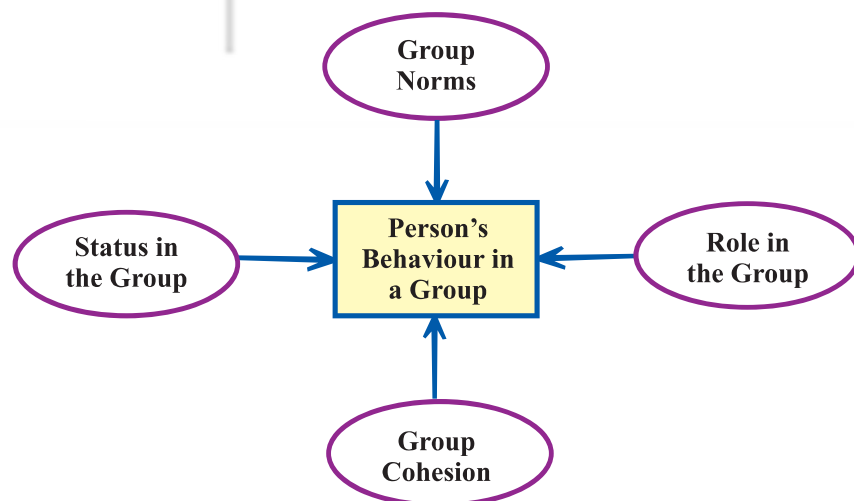 Group
Norms
Status in
the Group
Person's
Behaviour in
a Group
Role in
the Group
Group
Cohesion